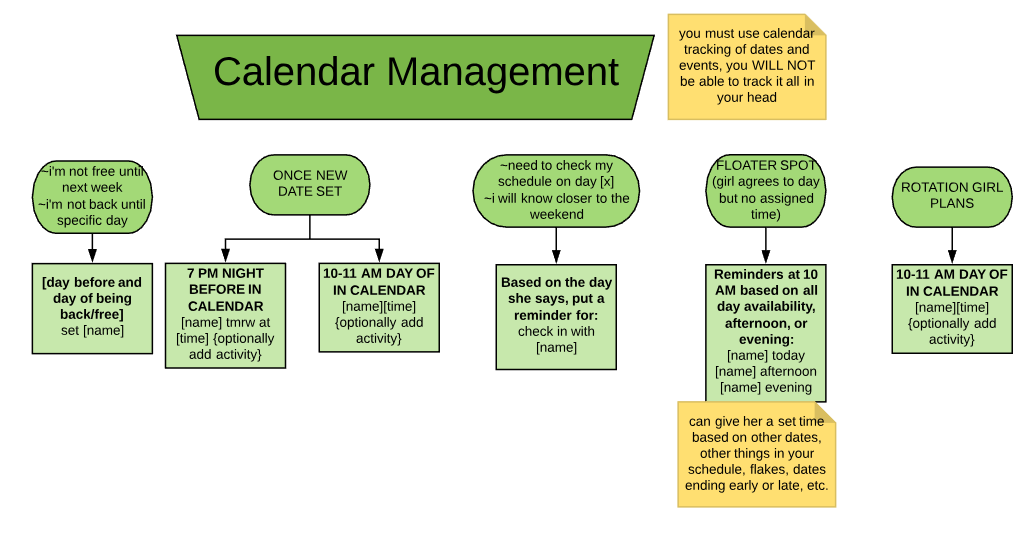 Calendar Management
you must use calendar
tracking of dates and
events, you WILL NOT
be able to track it all in
your head
~i'm not free until
next week
~i'm not back until
specific day
ONCE NEW
DATE SET
~need to check my
schedule on day [x]
~i will know closer to the
weekend
FLOATER SPOT
(girl agrees to day
but no assigned
time)
ROTATION GIRL
PLANS
[day before and
day of being
back/free]
set [name]
7 PM NIGHT
BEFORE IN
CALENDAR
[name] tmrw at
[time] {optionally
add activity}
10-11 AM DAY OF
IN CALENDAR
[name][time]
{optionally add
activity}
Based on the day
she says, put a
reminder for:
check in with
[name]
Reminders at 10
AM based on all
day availability,
afternoon, or
evening:
[name] today
[name] afternoon
[name] evening
10-11 AM DAY OF
IN CALENDAR
[name][time]
{optionally add
activity}
can give her a set time
based on other dates,
other things in your
schedule, flakes, dates
ending early or late, etc.